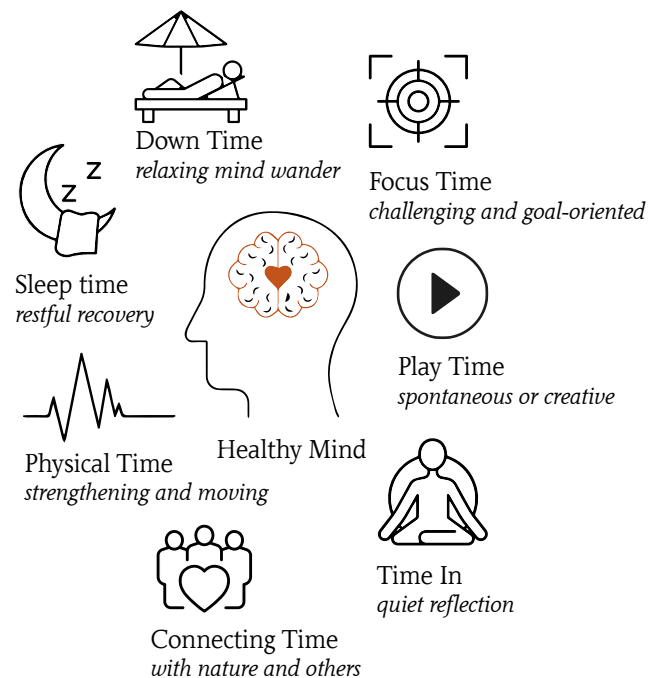 Down Time
relaxing mind wander
Focus Time
challenging and goal-oriented
z
z
Sleep time
restful recovery
Play Time
spontaneous or creative
Healthy Mind
Physical Time
strengthening and moving
Time In
quiet reflection
Connecting Time
with nature and others